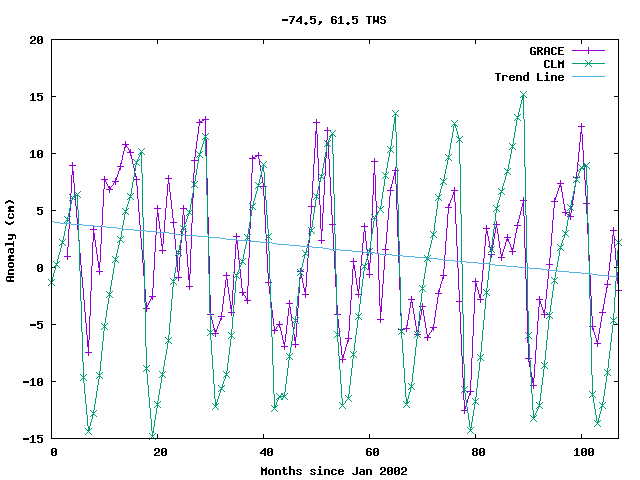 -74.5, 61.5 TWS
GRACE
CLM
Trend Line
20
15
10
5
0
-5
-10
-15
Anomaly (cm)
0 20 40 60 80 100
Months since Jan 2002